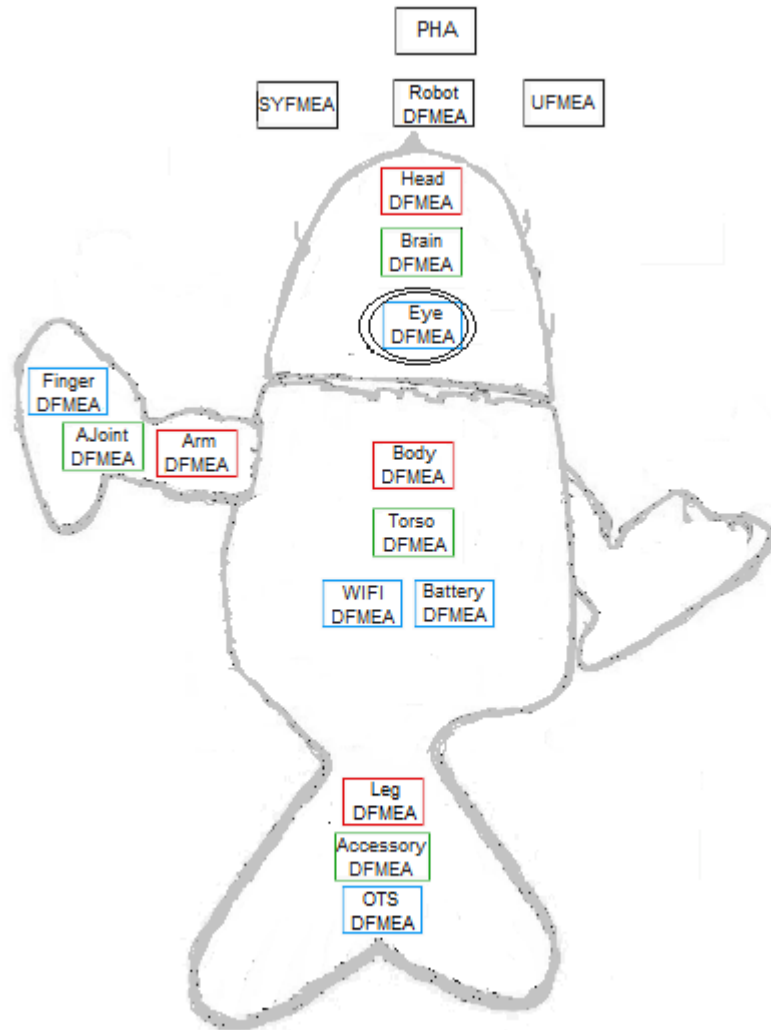 PHA
SYFMEA
Robot
DFMEA
UFMEA
Head
DFMEA
Brain
DFMEA
Eye
DFMEA
Finger
DFMEA
AJoint
DFMEA
Arm
DFMEA
Body
DFMEA
Torso
DFMEA
WIFI
DFMEA
Battery
DFMEA
Leg
DFMEA
Accessory
DFMEA
OTS
DFMEA